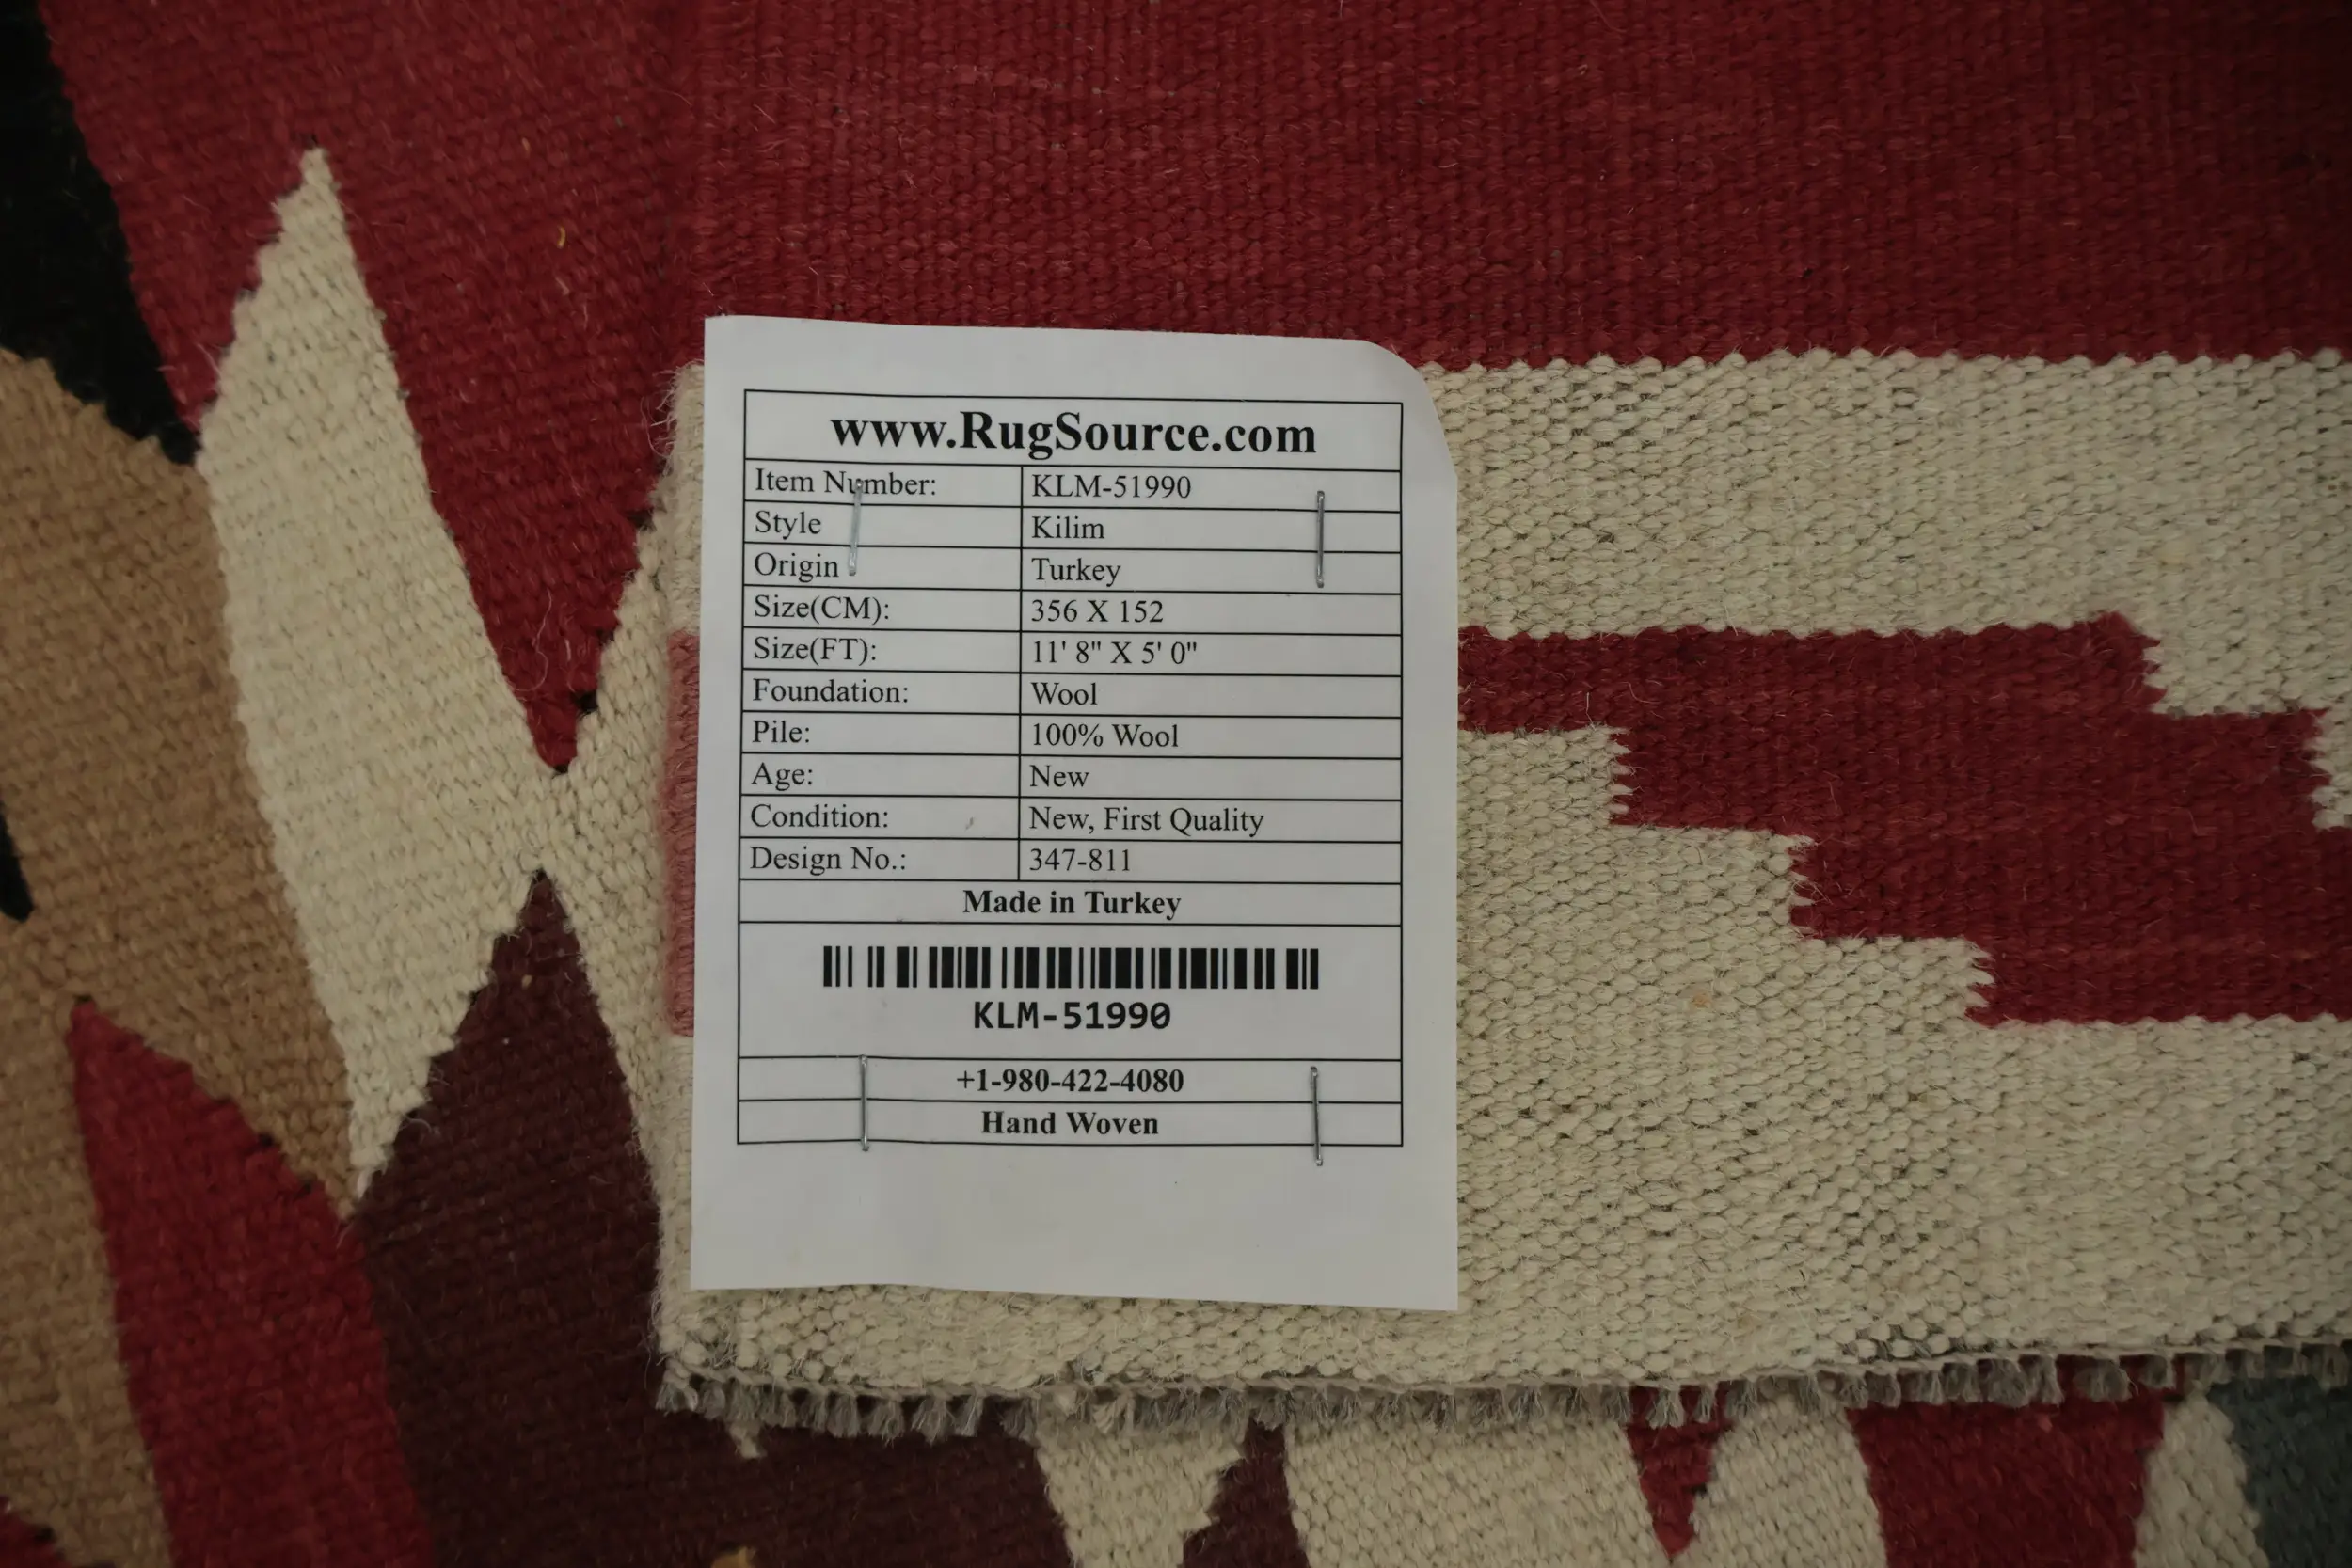 www.RugSource.com
Item Number: KLM-51990
Style Kilim
Origin Turkey
Size(CM): 356 X 152
Size(FT): 11' 8" X 5' 0"
Foundation: Wool
Pile: 100% Wool
Age: New
Condition: New, First Quality
Design No.: 347-811
Made in Turkey
KLM-51990
+1-980-422-4080
Hand Woven